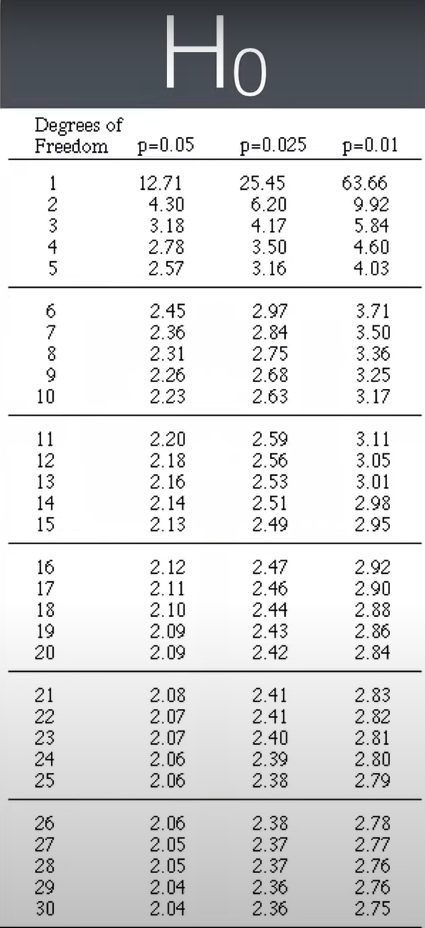 H0
Degrees of
Freedom p=0.05 p=0.025 p=0.01
1 12.71 25.45 63.66
2 4.30 6.20 9.92
3 3.18 4.17 5.84
4 2.78 3.50 4.60
5 2.57 3.16 4.03
6 2.45 2.97 3.71
7 2.36 2.84 3.50
8 2.31 2.75 3.36
9 2.26 2.68 3.25
10 2.23 2.63 3.17
11 2.20 2.59 3.11
12 2.18 2.56 3.05
13 2.16 2.53 3.01
14 2.14 2.51 2.98
15 2.13 2.49 2.95
16 2.12 2.47 2.92
17 2.11 2.46 2.90
18 2.10 2.44 2.88
19 2.09 2.43 2.86
20 2.09 2.42 2.84
21 2.08 2.41 2.83
22 2.07 2.41 2.82
23 2.07 2.40 2.81
24 2.06 2.39 2.80
25 2.06 2.38 2.79
26 2.06 2.38 2.78
27 2.05 2.37 2.77
28 2.05 2.37 2.76
29 2.04 2.36 2.76
30 2.04 2.36 2.75